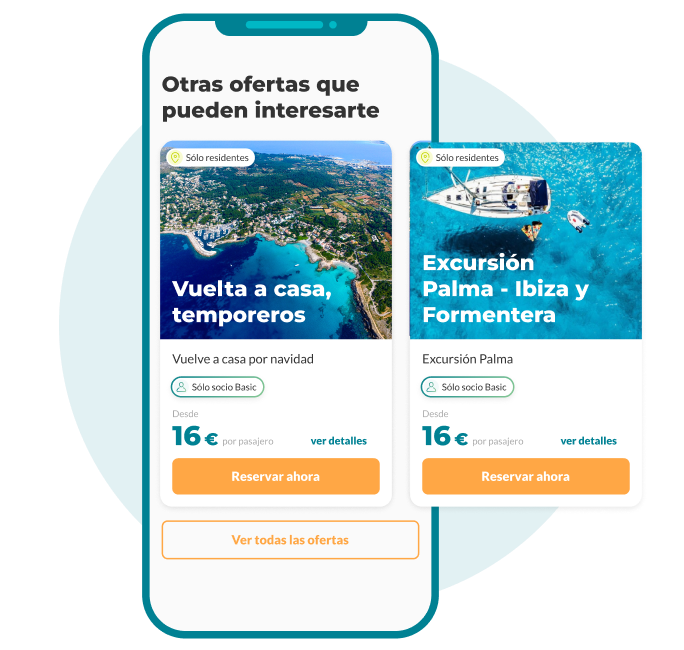 Otras ofertas que
pueden interesarte
Sólo residentes
Vuelta a casa,
temporeros
Vuelve a casa por navidad
Sólo socio Basic
Desde
16 € por pasajero
ver detalles
Reservar ahora
Sólo residentes
Excursión
Palma - Ibiza y
Formentera
Excursión Palma
Sólo socio Basic
Desde
16 € por pasajero
ver detalles
Reservar ahora
Ver todas las ofertas